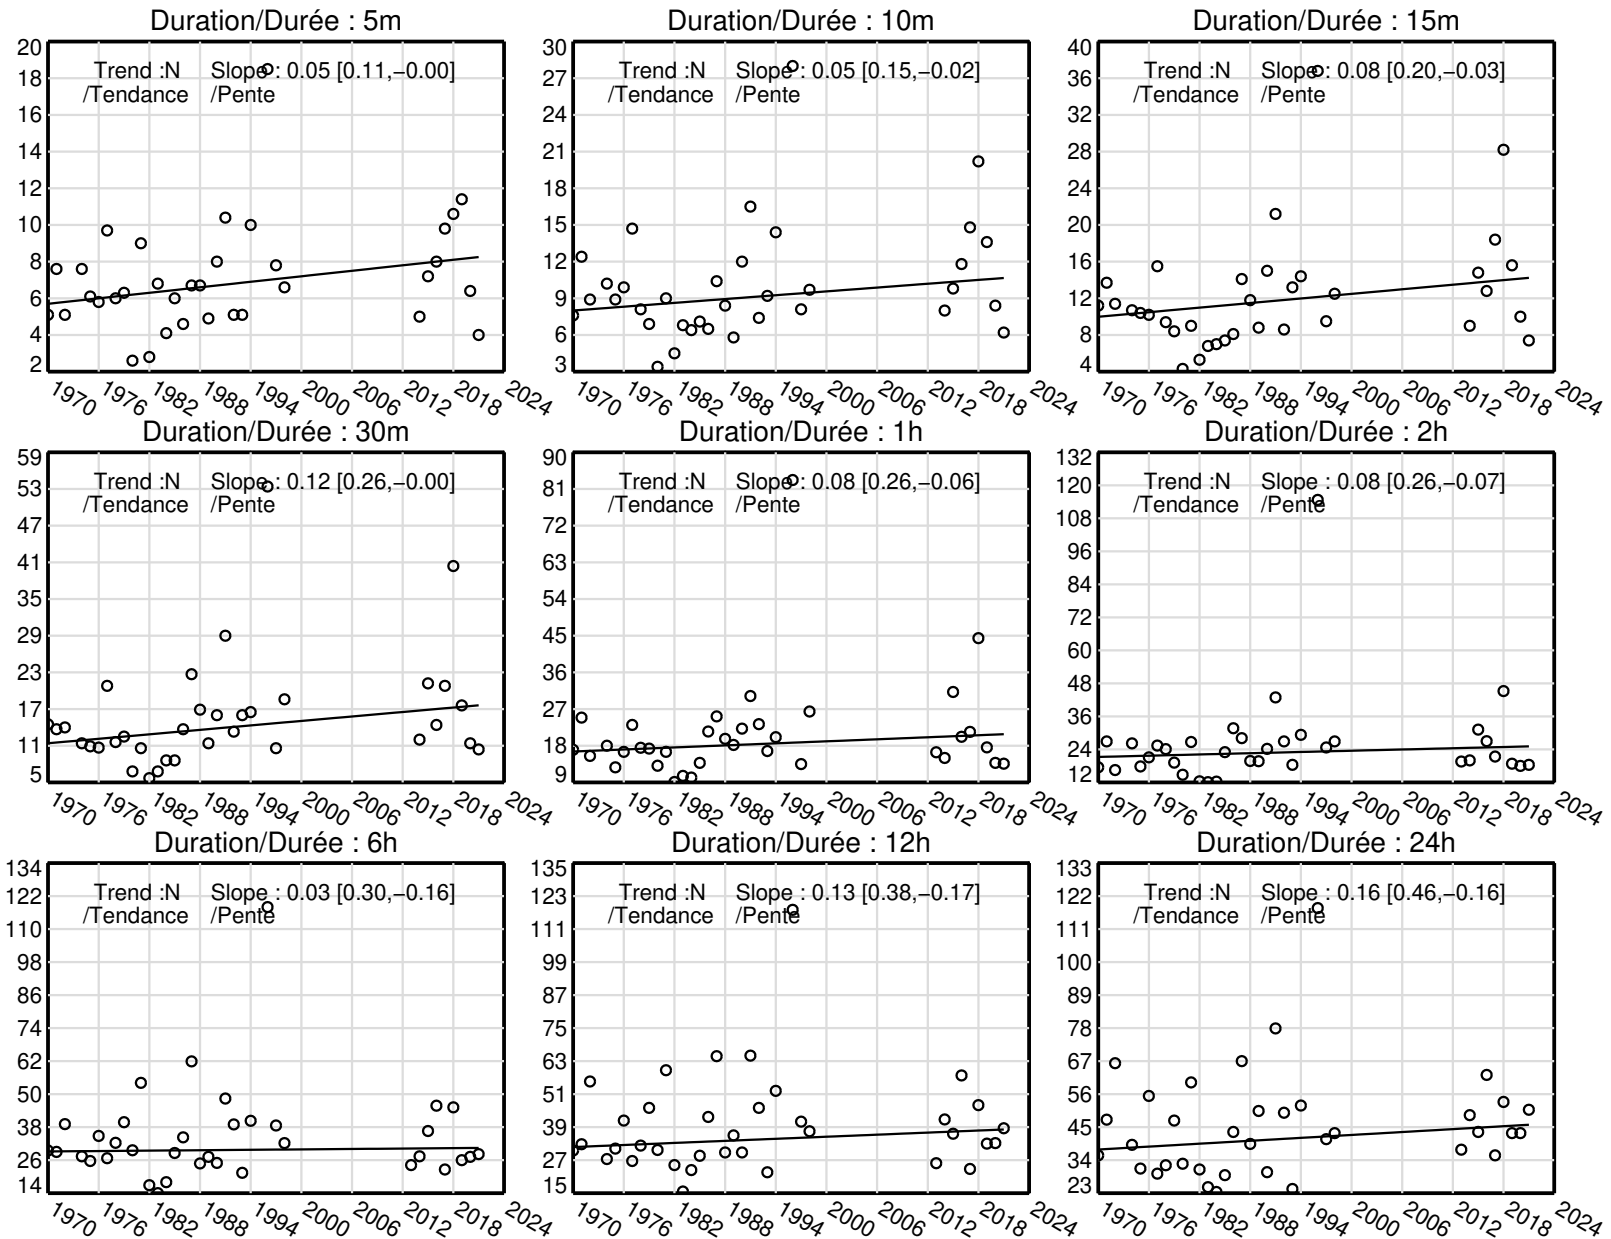 Duration/Durée : 5m
20
18
16
14
12
10
8
6
4
2
Trend :N Slope : 0.05 [0.11,−0.00]
/Tendance /Pente
1970 1976 1982 1988 1994 2000 2006 2012 2018 2024
Duration/Durée : 10m
30
27
24
21
18
15
12
9
6
3
Trend :N Slope : 0.05 [0.15,−0.02]
/Tendance /Pente
1970 1976 1982 1988 1994 2000 2006 2012 2018 2024
Duration/Durée : 15m
40
36
32
28
24
20
16
12
8
4
Trend :N Slope : 0.08 [0.20,−0.03]
/Tendance /Pente
1970 1976 1982 1988 1994 2000 2006 2012 2018 2024
Duration/Durée : 30m
59
53
47
41
35
29
23
17
11
5
Trend :N Slope : 0.12 [0.26,−0.00]
/Tendance /Pente
1970 1976 1982 1988 1994 2000 2006 2012 2018 2024
Duration/Durée : 1h
90
81
72
63
54
45
36
27
18
9
Trend :N Slope : 0.08 [0.26,−0.06]
/Tendance /Pente
1970 1976 1982 1988 1994 2000 2006 2012 2018 2024
Duration/Durée : 2h
132
120
108
96
84
72
60
48
36
24
12
Trend :N Slope : 0.08 [0.26,−0.07]
/Tendance /Pente
1970 1976 1982 1988 1994 2000 2006 2012 2018 2024
Duration/Durée : 6h
134
122
110
98
86
74
62
50
38
26
14
Trend :N Slope : 0.03 [0.30,−0.16]
/Tendance /Pente
1970 1976 1982 1988 1994 2000 2006 2012 2018 2024
Duration/Durée : 12h
135
123
111
99
87
75
63
51
39
27
15
Trend :N Slope : 0.13 [0.38,−0.17]
/Tendance /Pente
1970 1976 1982 1988 1994 2000 2006 2012 2018 2024
Duration/Durée : 24h
133
122
111
100
89
78
67
56
45
34
23
Trend :N Slope : 0.16 [0.46,−0.16]
/Tendance /Pente
1970 1976 1982 1988 1994 2000 2006 2012 2018 2024